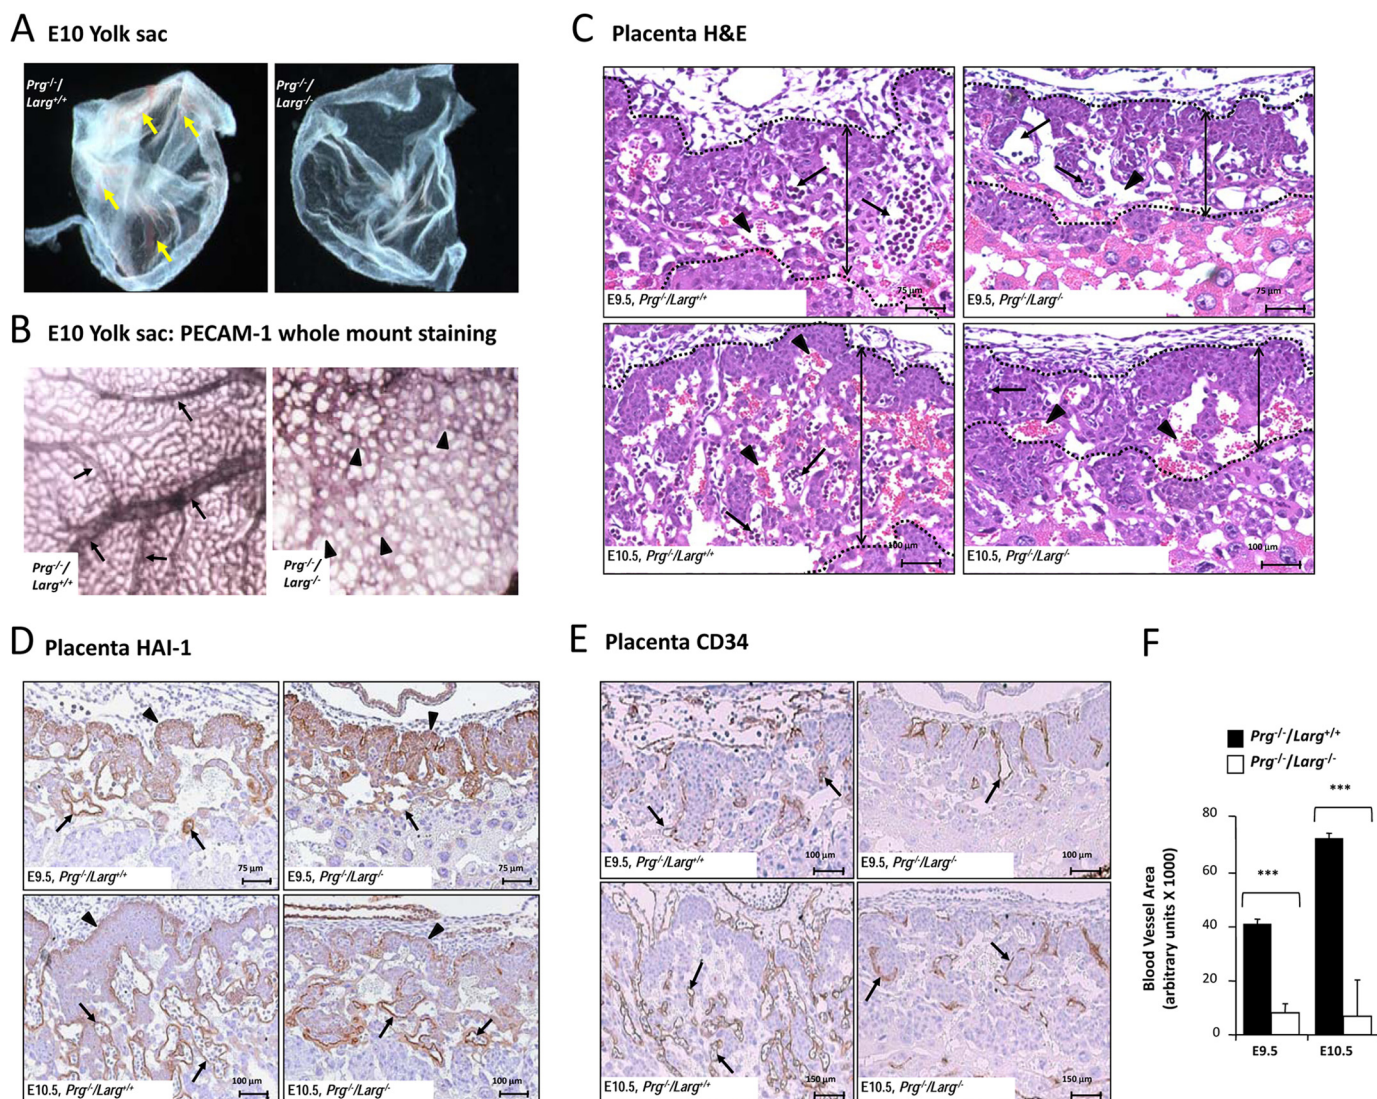 A E10 Yolk sac
Prg-/-/
Larg+/+
Prg-/-/
Larg-/-
B E10 Yolk sac: PECAM-1 whole mount staining
Prg-/-/
Larg+/+
Prg-/-/
Larg-/-
C Placenta H&E
E9.5, Prg-/-/Larg+/+
75 µm
E9.5, Prg-/-/Larg-/-
75 µm
E10.5, Prg-/-/Larg+/+
100 µm
E10.5, Prg-/-/Larg-/-
100 µm
D Placenta HAI-1
E9.5, Prg-/-/Larg+/+
75 µm
E9.5, Prg-/-/Larg-/-
75 µm
E10.5, Prg-/-/Larg+/+
100 µm
E10.5, Prg-/-/Larg-/-
100 µm
E Placenta CD34
E9.5, Prg-/-/Larg+/+
100 µm
E9.5, Prg-/-/Larg-/-
100 µm
E10.5, Prg-/-/Larg+/+
150 µm
E10.5, Prg-/-/Larg-/-
150 µm
F
Prg-/-/Larg+/+
Prg-/-/Larg-/-
Blood Vessel Area
(arbitrary units X 1000)
80
60
40
20
0
***
***
E9.5
E10.5